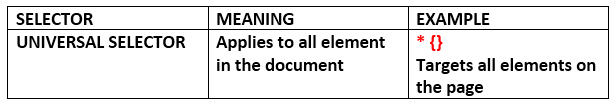 SELECTOR MEANING EXAMPLE
UNIVERSAL SELECTOR Applies to all element * {}
in the document Targets all elements on
the page